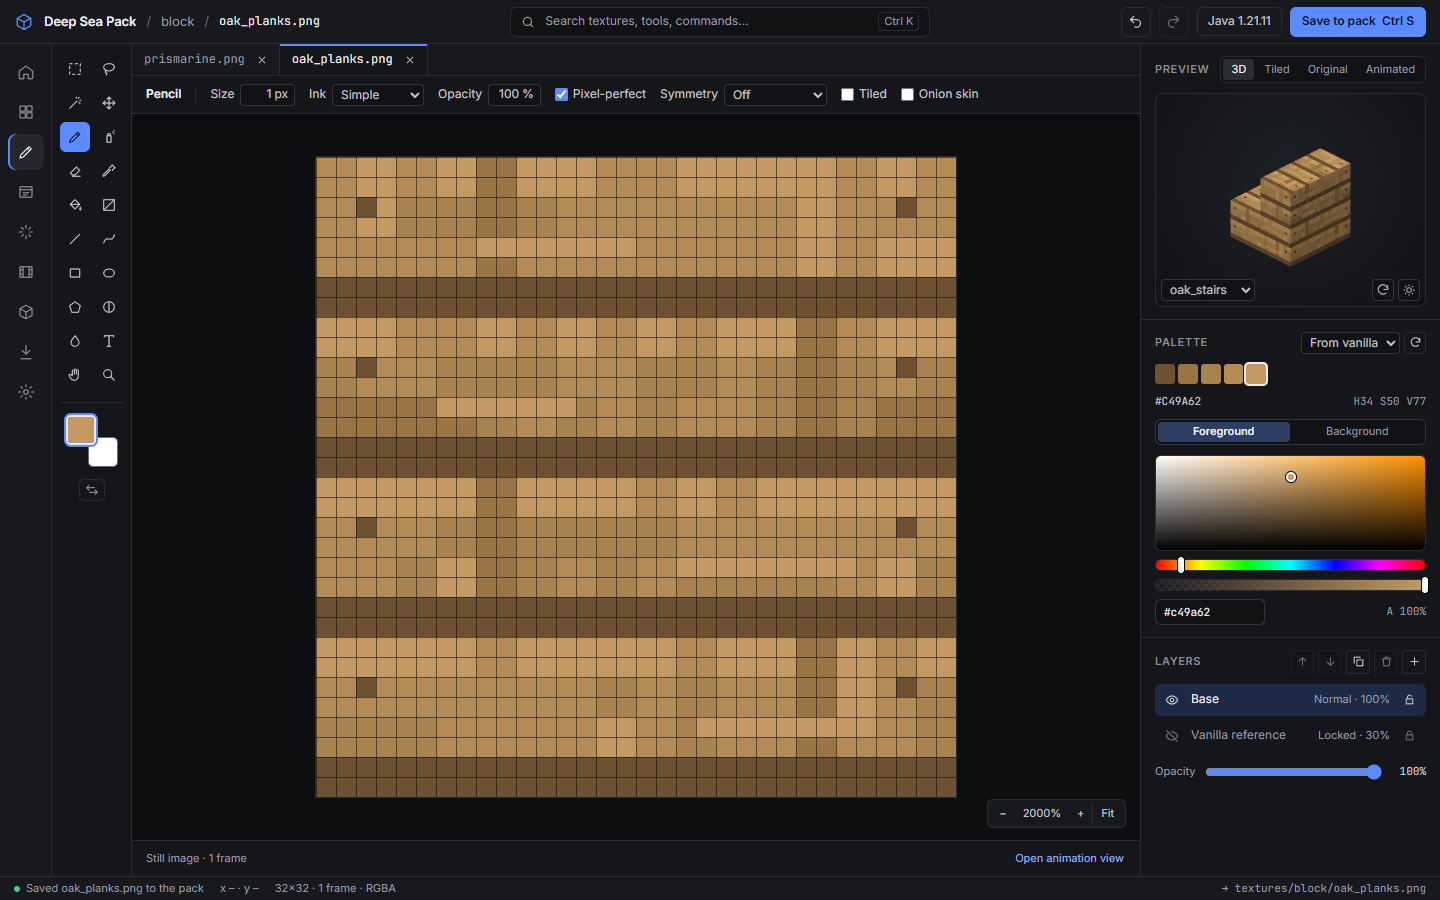 Deep Sea Pack / block / oak_planks.png
Search textures, tools, commands... Ctrl K
Java 1.21.11
Save to pack Ctrl S
prismarine.png
oak_planks.png
Pencil Size 1 px Ink Simple Opacity 100 % Pixel-perfect Symmetry Off Tiled Onion skin
PREVIEW 3D Tiled Original Animated
oak_stairs
PALETTE From vanilla
#C49A62 H34 S50 V77
Foreground Background
#c49a62 A 100%
LAYERS
Base Normal · 100%
Vanilla reference Locked · 30%
Opacity 100%
− 2000% + Fit
Still image · 1 frame Open animation view
Saved oak_planks.png to the pack x – · y – 32×32 · 1 frame · RGBA → textures/block/oak_planks.png